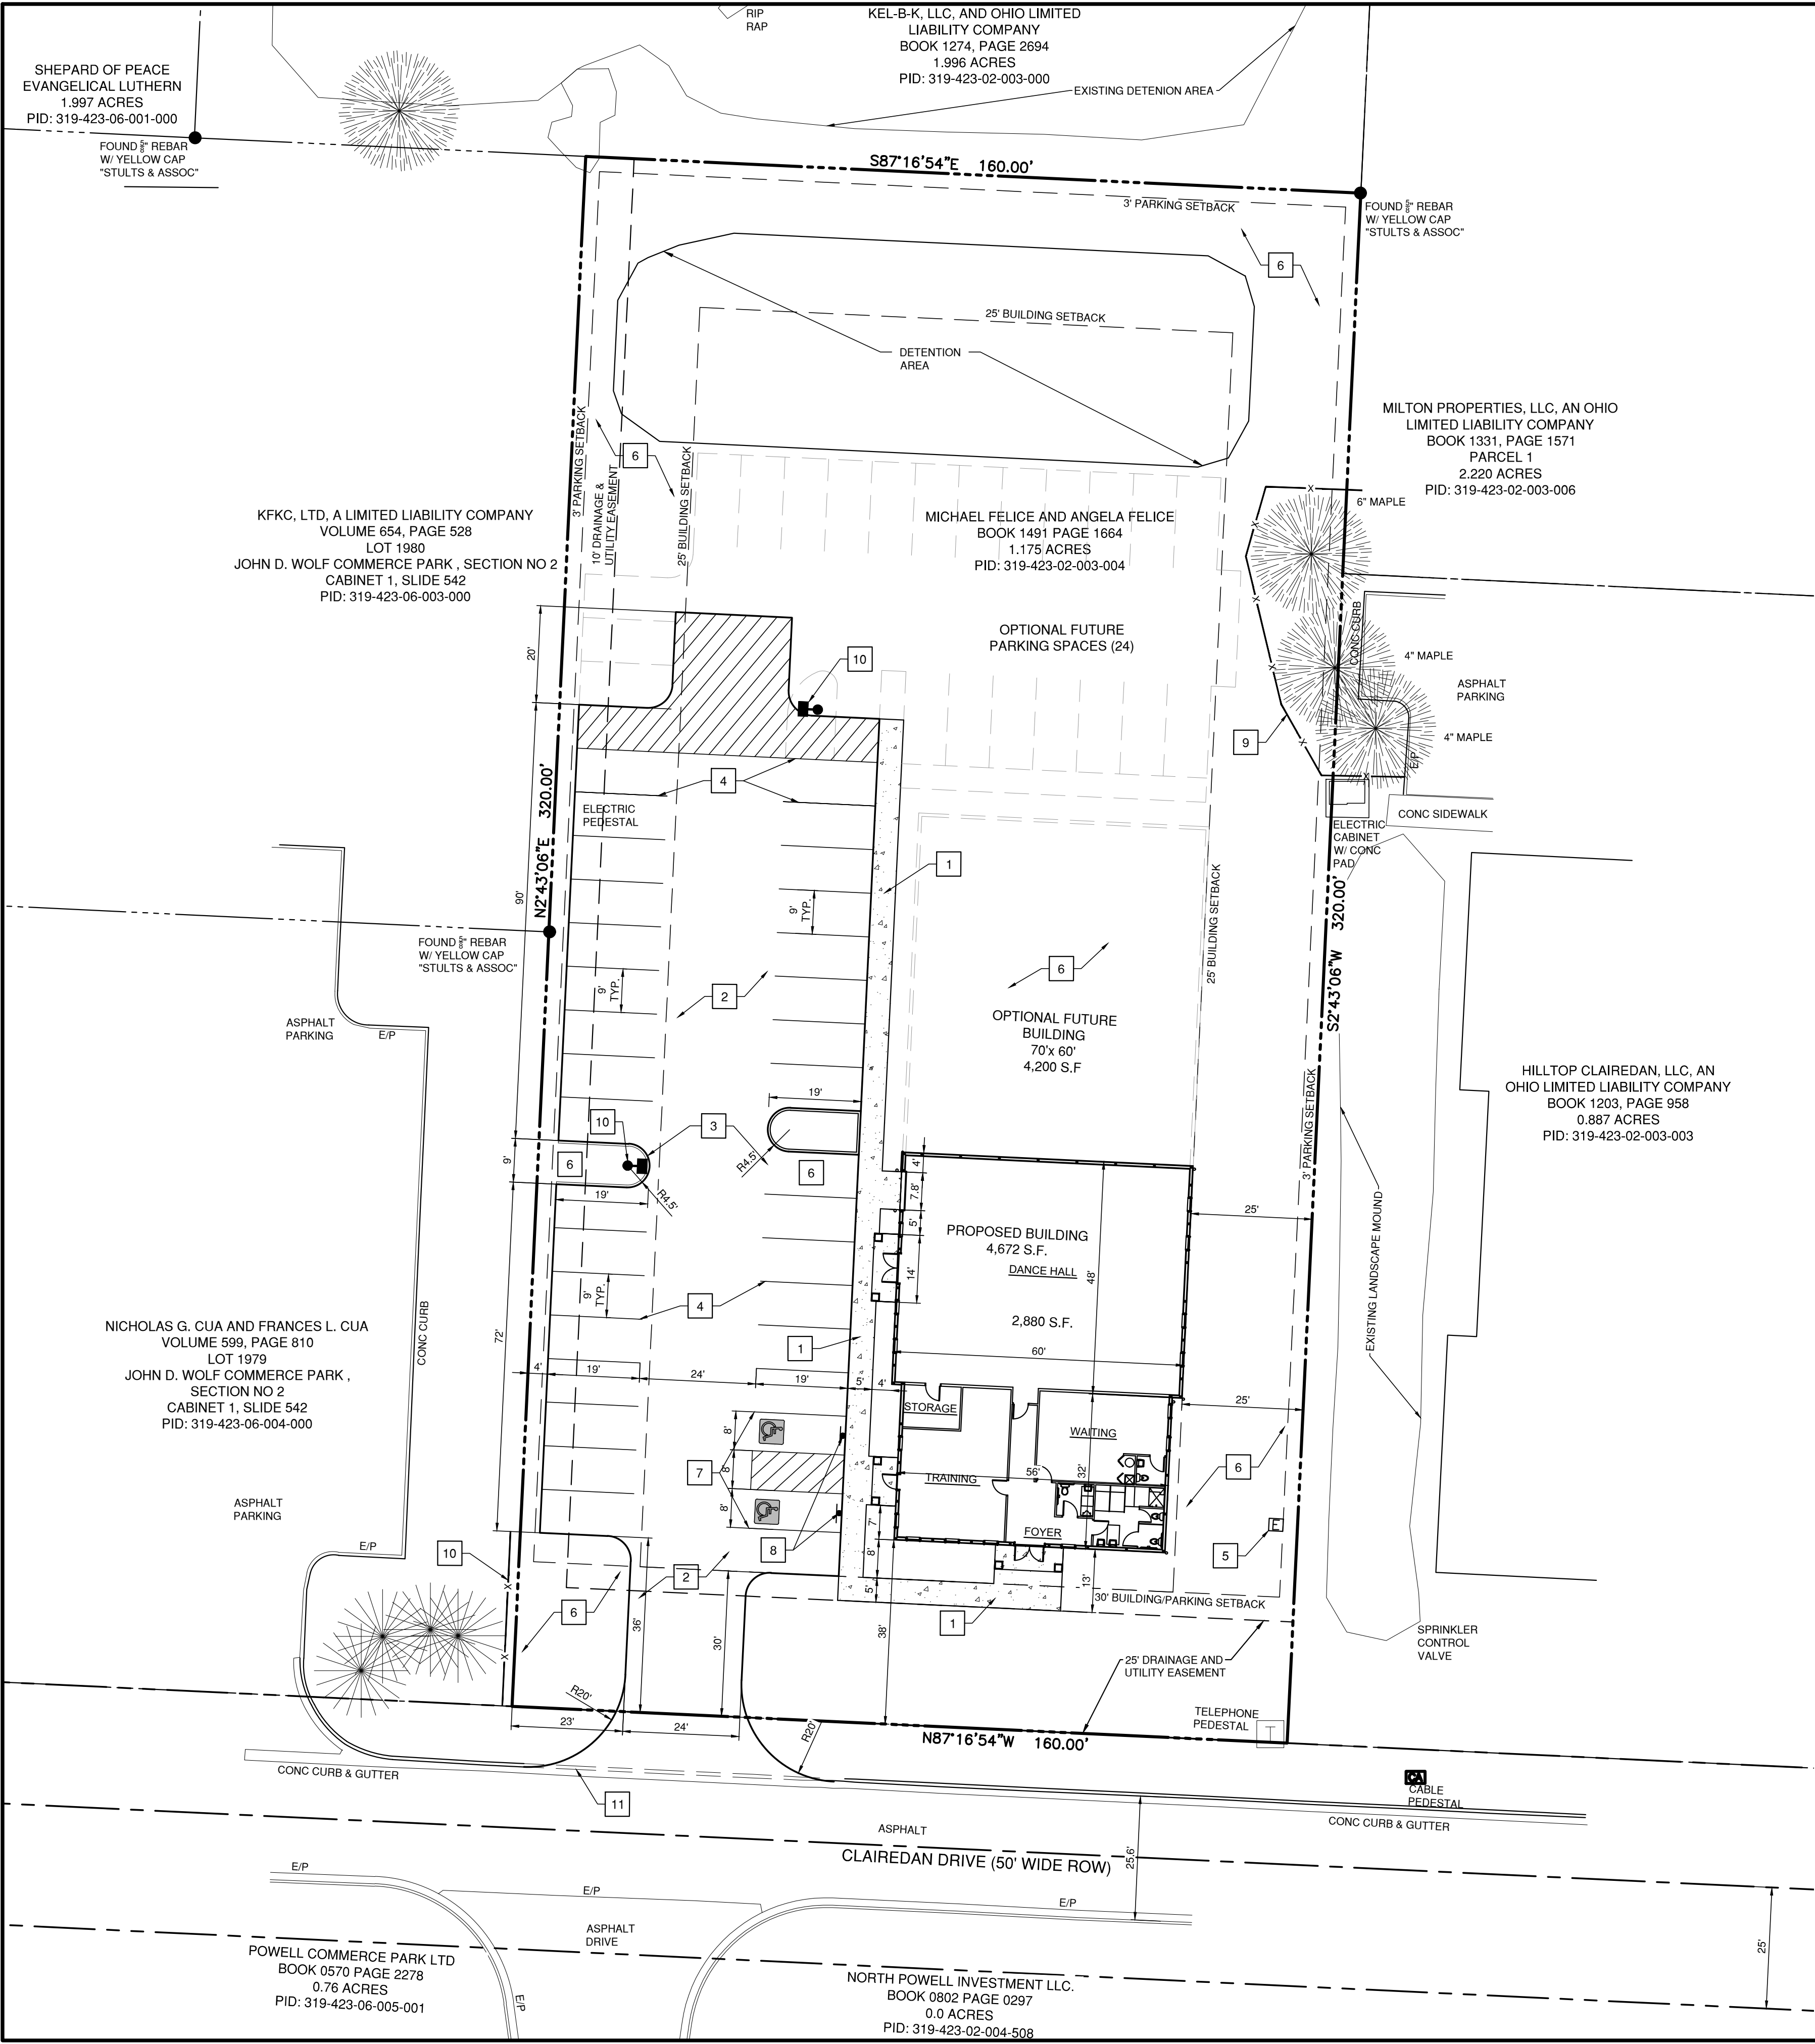 RIP
RAP
KEL-B-K, LLC, AND OHIO LIMITED
LIABILITY COMPANY
BOOK 1274, PAGE 2694
1.996 ACRES
PID: 319-423-02-003-000
SHEPARD OF PEACE
EVANGELICAL LUTHERN
1.997 ACRES
PID: 319-423-06-001-000
EXISTING DETENION AREA
FOUND " REBAR
W/ YELLOW CAP
"STULTS & ASSOC"
S87°16'54"E 160.00'
3' PARKING SETBACK
FOUND " REBAR
W/ YELLOW CAP
"STULTS & ASSOC"
6
25' BUILDING SETBACK
DETENTION
AREA
MILTON PROPERTIES, LLC, AN OHIO
LIMITED LIABILITY COMPANY
BOOK 1331, PAGE 1571
PARCEL 1
2.220 ACRES
PID: 319-423-02-003-006
3' PARKING SETBACK
6
10' DRAINAGE &
UTILITY EASEMENT
25' BUILDING SETBACK
X
6" MAPLE
KFKC, LTD, A LIMITED LIABILITY COMPANY
VOLUME 654, PAGE 528
LOT 1980
JOHN D. WOLF COMMERCE PARK , SECTION NO 2
CABINET 1, SLIDE 542
PID: 319-423-06-003-000
MICHAEL FELICE AND ANGELA FELICE
BOOK 1491 PAGE 1664
1.175 ACRES
PID: 319-423-02-003-004
X
X
OPTIONAL FUTURE
PARKING SPACES (24)
20'
10
CONC CURB
4" MAPLE
X
ASPHALT
PARKING
9
X
4" MAPLE
E/P
X
N2°43'06"E 320.00'
4
ELECTRIC
PEDESTAL
CONC SIDEWALK
ELECTRIC
CABINET
W/ CONC
PAD
1
90'
9'
TYP.
25' BUILDING SETBACK
S2°43'06"W 320.00'
FOUND " REBAR
W/ YELLOW CAP
"STULTS & ASSOC"
6
9'
TYP.
2
ASPHALT
PARKING
E/P
OPTIONAL FUTURE
BUILDING
70'x 60'
4,200 S.F
HILLTOP CLAIREDAN, LLC, AN
OHIO LIMITED LIABILITY COMPANY
BOOK 1203, PAGE 958
0.887 ACRES
PID: 319-423-02-003-003
3' PARKING SETBACK
19'
10
3
R4.5'
6
9'
6
19'
R4.5'
4'
7.8'
5'
14'
25'
EXISTING LANDSCAPE MOUND
PROPOSED BUILDING
4,672 S.F.
DANCE HALL
48'
2,880 S.F.
60'
9'
TYP.
4
1
72'
CONC CURB
NICHOLAS G. CUA AND FRANCES L. CUA
VOLUME 599, PAGE 810
LOT 1979
JOHN D. WOLF COMMERCE PARK ,
SECTION NO 2
CABINET 1, SLIDE 542
PID: 319-423-06-004-000
4'
19'
24'
19'
5'
4'
25'
STORAGE
WAITING
8'
7
8'
8'
TRAINING
56'
32'
6
ASPHALT
PARKING
FOYER
7'
8'
5'
13'
E
5
8
E/P
10
X
2
6
30' BUILDING/PARKING SETBACK
1
SPRINKLER
CONTROL
VALVE
36'
30'
38'
X
25' DRAINAGE AND
UTILITY EASEMENT
R20'
23'
24'
R20'
TELEPHONE
PEDESTAL
T
N87°16'54"W 160.00'
CONC CURB & GUTTER
11
CABLE
PEDESTAL
CONC CURB & GUTTER
ASPHALT
CLAIREDAN DRIVE (50' WIDE ROW)
25.6'
E/P
E/P
E/P
ASPHALT
DRIVE
25'
POWELL COMMERCE PARK LTD
BOOK 0570 PAGE 2278
0.76 ACRES
PID: 319-423-06-005-001
E/P
NORTH POWELL INVESTMENT LLC.
BOOK 0802 PAGE 0297
0.0 ACRES
PID: 319-423-02-004-508